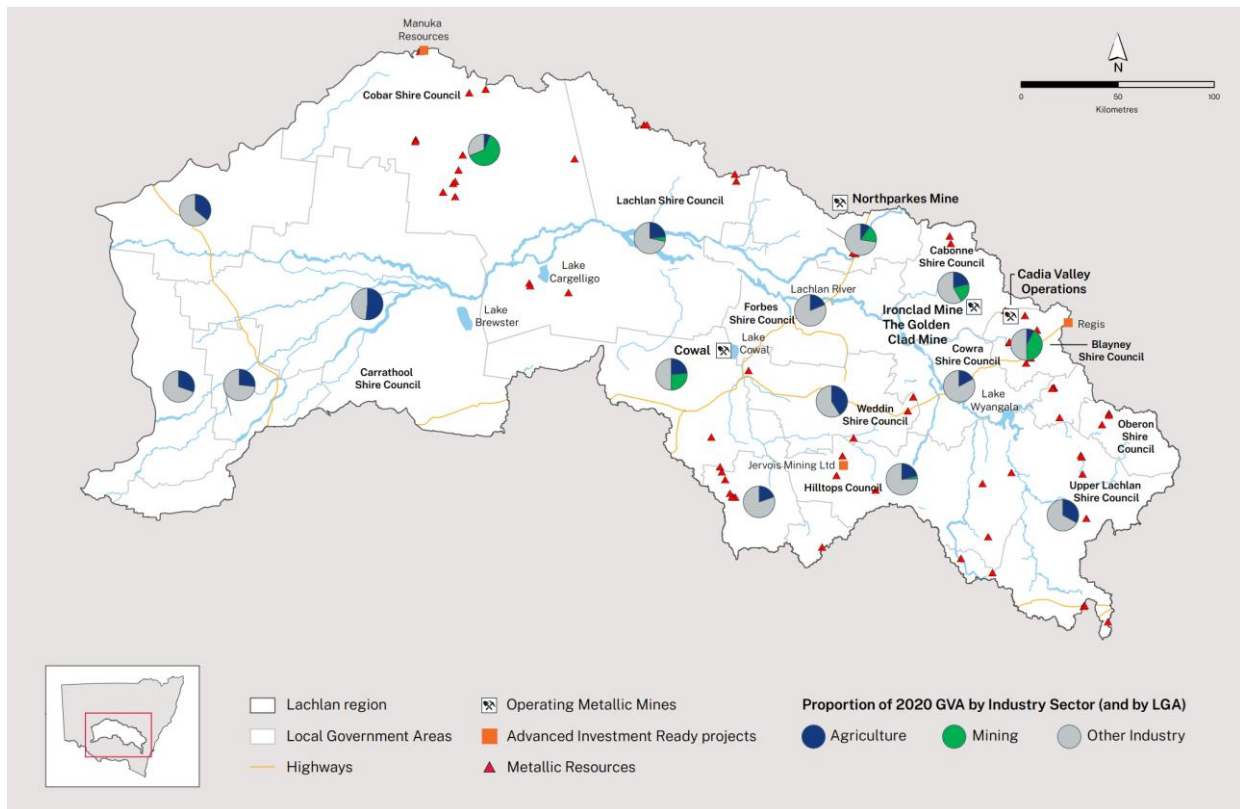 Manuka
Resources
Cobar Shire Council
N
0
50
100
Kilometres
Lachlan Shire Council
Northparkes Mine
Cabonne
Shire Council
Cadia Valley
Operations
Lake
Cargelligo
Lachlan River
Lake
Brewster
Forbes
Shire Council
Ironclad Mine
The Golden
Clad Mine
Regis
Blayney
Shire Council
Cowal
Lake
Cowal
Cowra
Shire Council
Carrathool
Shire Council
Weddin
Shire Council
Lake
Wyangala
Oberon
Shire
Council
Jervois Mining Ltd
Hilltops Council
Upper Lachlan
Shire Council
Lachlan region
Local Government Areas
Highways
Operating Metallic Mines
Advanced Investment Ready projects
Metallic Resources
Proportion of 2020 GVA by Industry Sector (and by LGA)
Agriculture
Mining
Other Industry